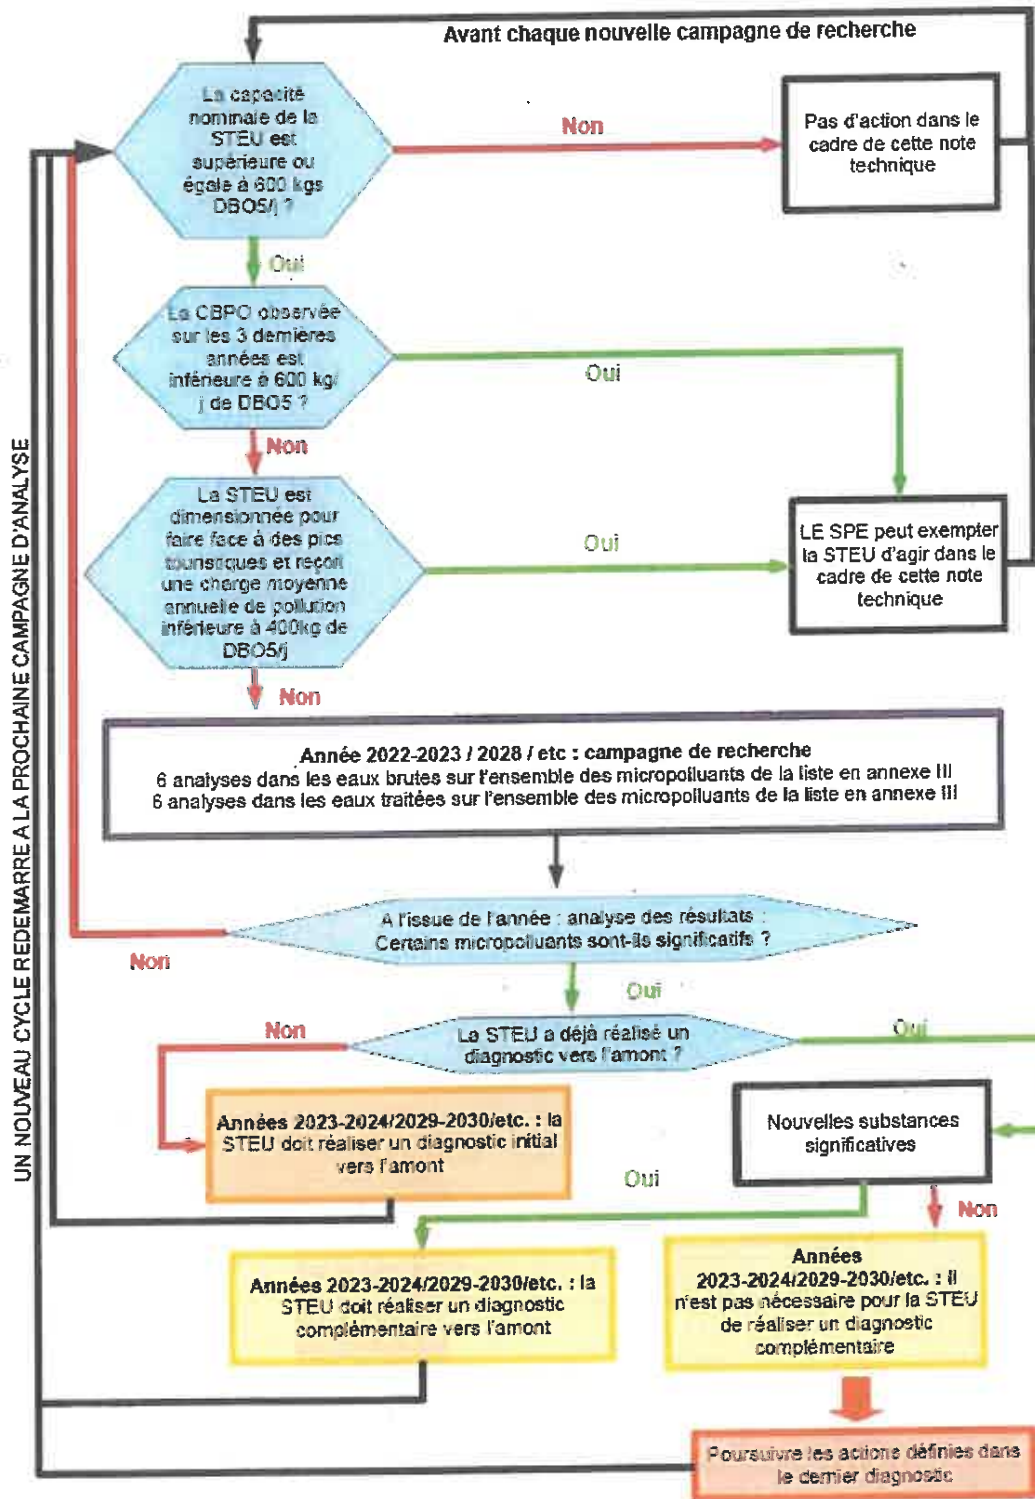 Avant chaque nouvelle campagne de recherche
La capacité
nominale de la
STEU est
supérieure ou
égale à 600 kgs
DBO5/j ?
Non
Pas d'action dans le
cadre de cette note
technique
Oui
La CBPO observée
sur les 3 dernières
années est
inférieure à 600 kg/
j de DBO5 ?
Oui
Non
La STEU est
dimensionnée pour
faire face à des pics
touristiques et reçoit
une charge moyenne
annuelle de pollution
inférieure à 400kg de
DBO5/j
Oui
LE SPE peut exempter
la STEU d'agir dans le
cadre de cette note
technique
Non
UN NOUVEAU CYCLE REDEMARRE A LA PROCHAINE CAMPAGNE D'ANALYSE
Année 2022-2023 / 2028 / etc : campagne de recherche
6 analyses dans les eaux brutes sur l'ensemble des micropolluants de la liste en annexe III
6 analyses dans les eaux traitées sur l'ensemble des micropolluants de la liste en annexe III
A l'issue de l'année : analyse des résultats :
Certains micropolluants sont-ils significatifs ?
Non
Oui
La STEU a déjà réalisé un
diagnostic vers l'amont ?
Non
Oui
Années 2023-2024/2029-2030/etc. : la
STEU doit réaliser un diagnostic initial
vers l'amont
Nouvelles substances
significatives
Oui
Non
Années 2023-2024/2029-2030/etc. : la
STEU doit réaliser un diagnostic
complémentaire vers l'amont
Années
2023-2024/2029-2030/etc. : il
n'est pas nécessaire pour la STEU
de réaliser un diagnostic
complémentaire
Poursuivre les actions définies dans
le dernier diagnostic